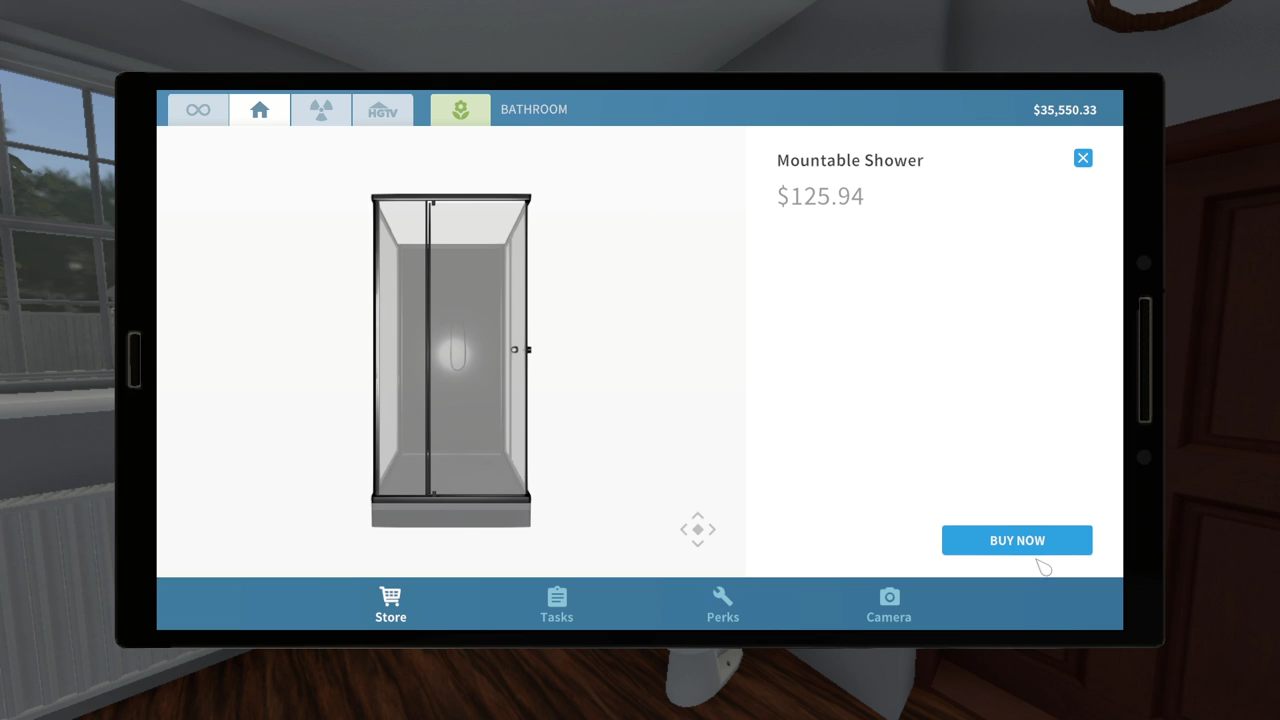 HGTV
BATHROOM
$35,550.33
Mountable Shower
$125.94
BUY NOW
Store
Tasks
Perks
Camera